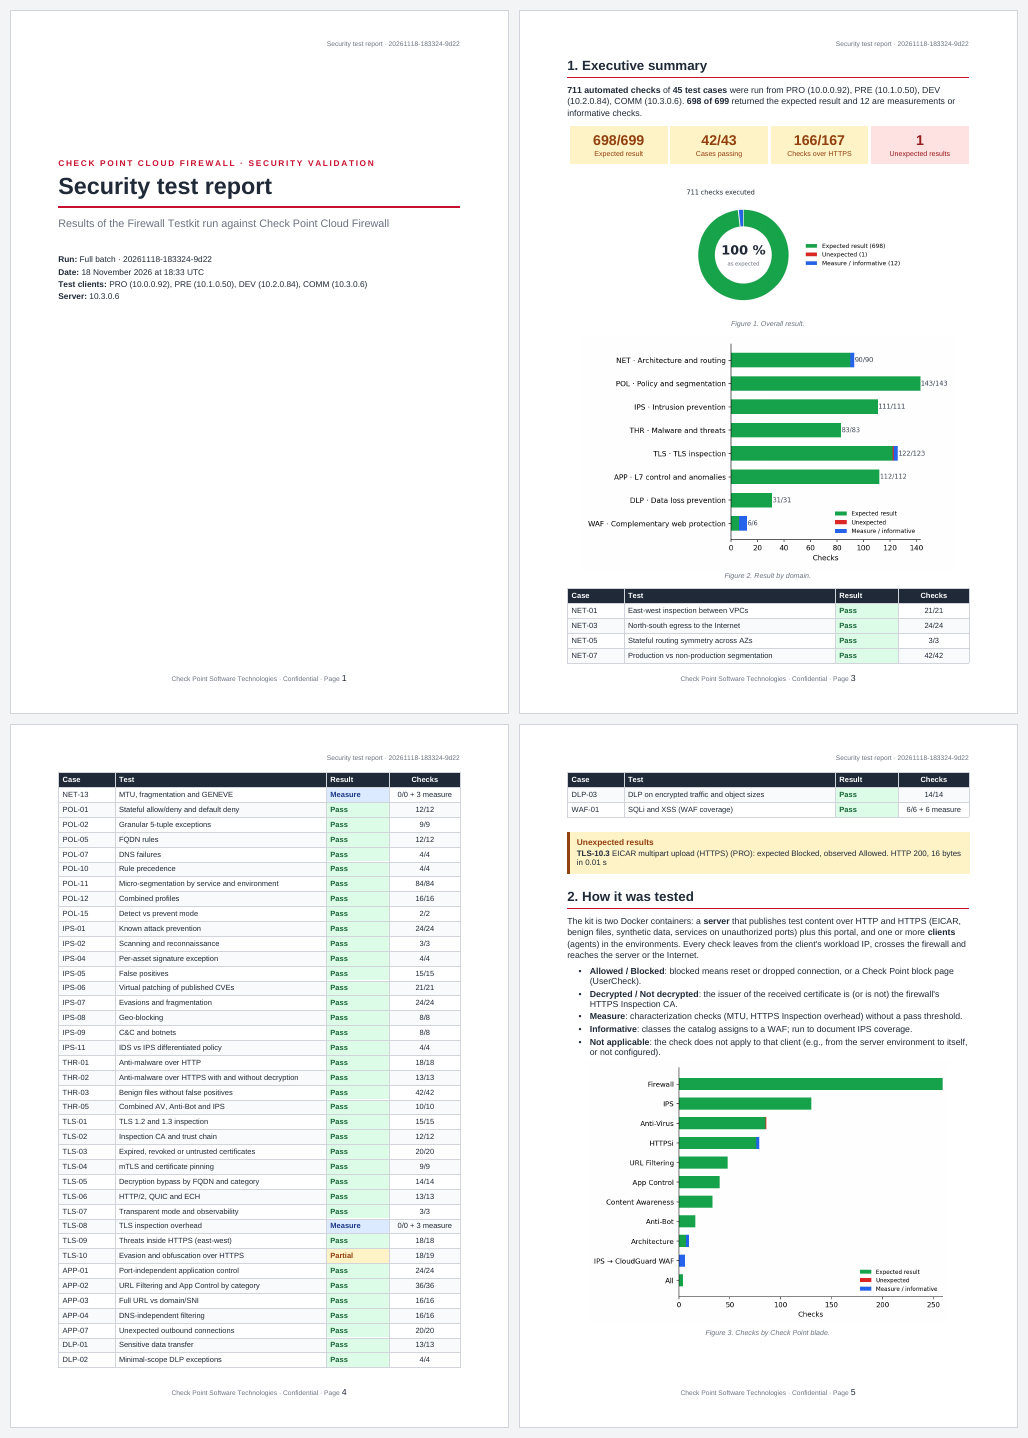 Security test report · 20261118-183324-9d22
CHECK POINT CLOUD FIREWALL · SECURITY VALIDATION
Security test report
Results of the Firewall Testkit run against Check Point Cloud Firewall
Run: Full batch · 20261118-183324-9d22
Date: 18 November 2026 at 18:33 UTC
Test clients: PRO (10.0.0.92), PRE (10.1.0.50), DEV (10.2.0.84), COMM (10.3.0.6)
Server: 10.3.0.6
Check Point Software Technologies · Confidential · Page 1
Security test report · 20261118-183324-9d22
1. Executive summary
711 automated checks of 45 test cases were run from PRO (10.0.0.92), PRE (10.1.0.50), DEV
(10.2.0.84), COMM (10.3.0.6). 698 of 699 returned the expected result and 12 are measurements or
informative checks.
698/699 42/43 166/167 1
Expected result Cases passing Checks over HTTPS Unexpected results
711 checks executed
100 %
as expected
Expected result (698)
Unexpected (1)
Measure / informative (12)
Figure 1. Overall result.
NET · Architecture and routing 90/90
POL · Policy and segmentation 143/143
IPS · Intrusion prevention 111/111
THR · Malware and threats 83/83
TLS · TLS inspection 122/123
APP · L7 control and anomalies 112/112
DLP · Data loss prevention 31/31
WAF · Complementary web protection 6/6
Expected result
Unexpected
Measure / informative
0 20 40 60 80 100 120 140
Checks
Figure 2. Result by domain.
Case Test Result Checks
NET-01 East-west inspection between VPCs Pass 21/21
NET-03 North-south egress to the Internet Pass 24/24
NET-05 Stateful routing symmetry across AZs Pass 3/3
NET-07 Production vs non-production segmentation Pass 42/42
Check Point Software Technologies · Confidential · Page 3
Security test report · 20261118-183324-9d22
Case Test Result Checks
NET-13 MTU, fragmentation and GENEVE Measure 0/0 + 3 measure
POL-01 Stateful allow/deny and default deny Pass 12/12
POL-02 Granular 5-tuple exceptions Pass 9/9
POL-05 FQDN rules Pass 12/12
POL-07 DNS failures Pass 4/4
POL-10 Rule precedence Pass 4/4
POL-11 Micro-segmentation by service and environment Pass 84/84
POL-12 Combined profiles Pass 16/16
POL-15 Detect vs prevent mode Pass 2/2
IPS-01 Known attack prevention Pass 24/24
IPS-02 Scanning and reconnaissance Pass 3/3
IPS-04 Per-asset signature exception Pass 4/4
IPS-05 False positives Pass 15/15
IPS-06 Virtual patching of published CVEs Pass 21/21
IPS-07 Evasions and fragmentation Pass 24/24
IPS-08 Geo-blocking Pass 8/8
IPS-09 C&C and botnets Pass 8/8
IPS-11 IDS vs IPS differentiated policy Pass 4/4
THR-01 Anti-malware over HTTP Pass 18/18
THR-02 Anti-malware over HTTPS with and without decryption Pass 13/13
THR-03 Benign files without false positives Pass 42/42
THR-05 Combined AV, Anti-Bot and IPS Pass 10/10
TLS-01 TLS 1.2 and 1.3 inspection Pass 15/15
TLS-02 Inspection CA and trust chain Pass 12/12
TLS-03 Expired, revoked or untrusted certificates Pass 20/20
TLS-04 mTLS and certificate pinning Pass 9/9
TLS-05 Decryption bypass by FQDN and category Pass 14/14
TLS-06 HTTP/2, QUIC and ECH Pass 13/13
TLS-07 Transparent mode and observability Pass 3/3
TLS-08 TLS inspection overhead Measure 0/0 + 3 measure
TLS-09 Threats inside HTTPS (east-west) Pass 18/18
TLS-10 Evasion and obfuscation over HTTPS Partial 18/19
APP-01 Port-independent application control Pass 24/24
APP-02 URL Filtering and App Control by category Pass 36/36
APP-03 Full URL vs domain/SNI Pass 16/16
APP-04 DNS-independent filtering Pass 16/16
APP-07 Unexpected outbound connections Pass 20/20
DLP-01 Sensitive data transfer Pass 13/13
DLP-02 Minimal-scope DLP exceptions Pass 4/4
Check Point Software Technologies · Confidential · Page 4
Security test report · 20261118-183324-9d22
Case Test Result Checks
DLP-03 DLP on encrypted traffic and object sizes Pass 14/14
WAF-01 SQLi and XSS (WAF coverage) Pass 6/6 + 6 measure
Unexpected results
TLS-10.3 EICAR multipart upload (HTTPS) (PRO): expected Blocked, observed Allowed. HTTP 200, 16 bytes
in 0.01 s
2. How it was tested
The kit is two Docker containers: a server that publishes test content over HTTP and HTTPS (EICAR,
benign files, synthetic data, services on unauthorized ports) plus this portal, and one or more clients
(agents) in the environments. Every check leaves from the client's workload IP, crosses the firewall and
reaches the server or the Internet.
• Allowed / Blocked: blocked means reset or dropped connection, or a Check Point block page
(UserCheck).
• Decrypted / Not decrypted: the issuer of the received certificate is (or is not) the firewall's
HTTPS Inspection CA.
• Measure: characterization checks (MTU, HTTPS Inspection overhead) without a pass threshold.
• Informative: classes the catalog assigns to a WAF; run to document IPS coverage.
• Not applicable: the check does not apply to that client (e.g., from the server environment to itself,
or not configured).
Firewall
IPS
Anti-Virus
HTTPSi
URL Filtering
App Control
Content Awareness
Anti-Bot
Architecture
IPS → CloudGuard WAF
All
Expected result
Unexpected
Measure / informative
0 50 100 150 200 250
Checks
Figure 3. Checks by Check Point blade.
Check Point Software Technologies · Confidential · Page 5